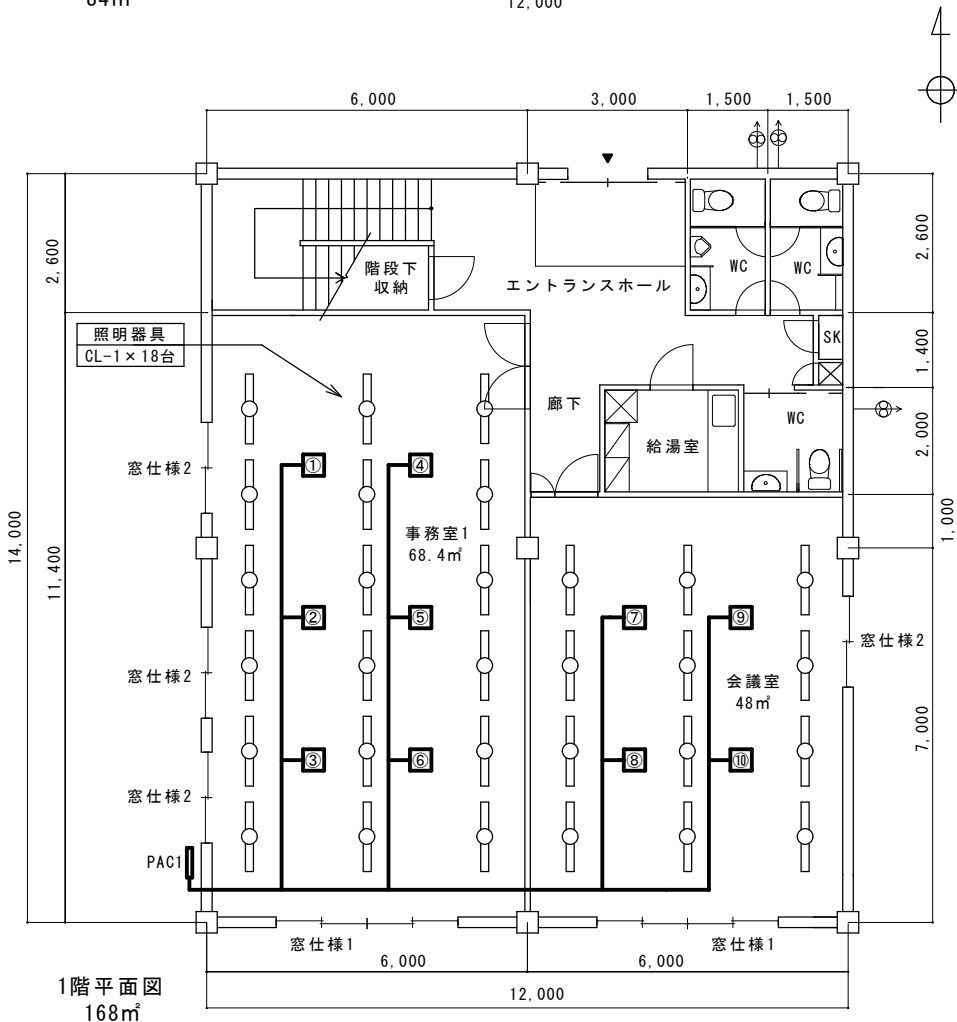 12,000
6,000
3,000
1,500
1,500
2,600
14,000
11,400
階段下
収納
エントランスホール
WC
WC
2,600
SK
1,400
照明器具
CL-1×18台
廊下
給湯室
WC
2,000
1,000
窓仕様2
①
④
事務室1
68.4㎡
②
⑤
⑦
⑨
窓仕様2
窓仕様2
会議室
48㎡
7,000
③
⑥
⑧
⑩
窓仕様2
PAC1
窓仕様1
窓仕様1
6,000
6,000
12,000
1階平面図
168㎡